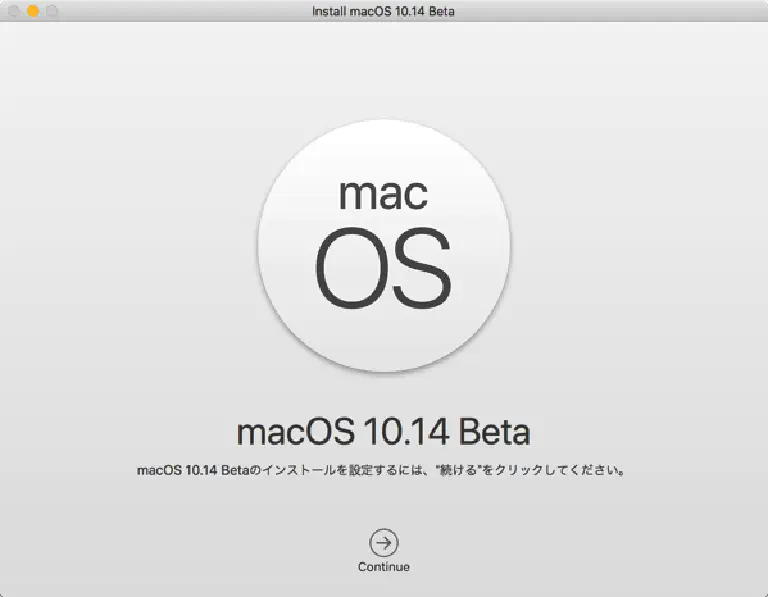 Install macOS 10.14 Beta
mac
OS
macOS 10.14 Beta
macOS 10.14 Betaのインストールを設定するには、"続ける"をクリックしてください。
Continue